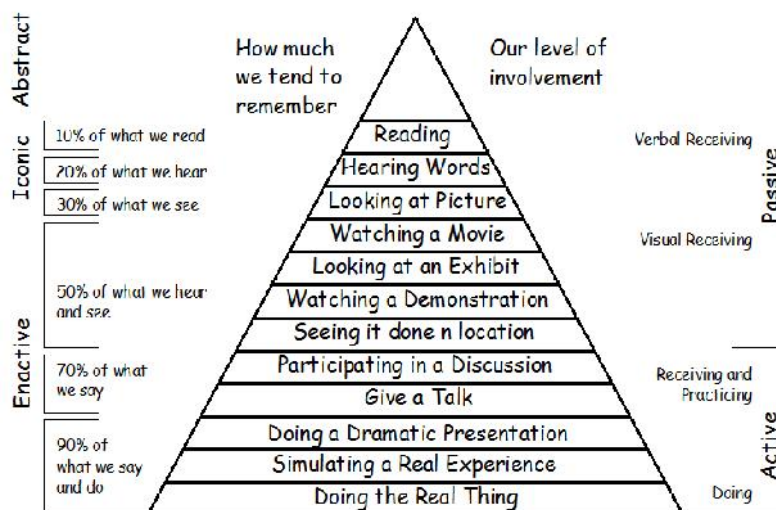 How much
we tend to
remember
Our level of
involvement
Abstract
Iconic
Enactive
10% of what we read
20% of what we hear
30% of what we see
50% of what we hear
and see
70% of what
we say
90% of
what we say
and do
Reading
Hearing Words
Looking at Picture
Watching a Movie
Looking at an Exhibit
Watching a Demonstration
Seeing it done n location
Participating in a Discussion
Give a Talk
Doing a Dramatic Presentation
Simulating a Real Experience
Doing the Real Thing
Verbal Receiving
Visual Receiving
Receiving and
Practicing
Doing
Passive
Active